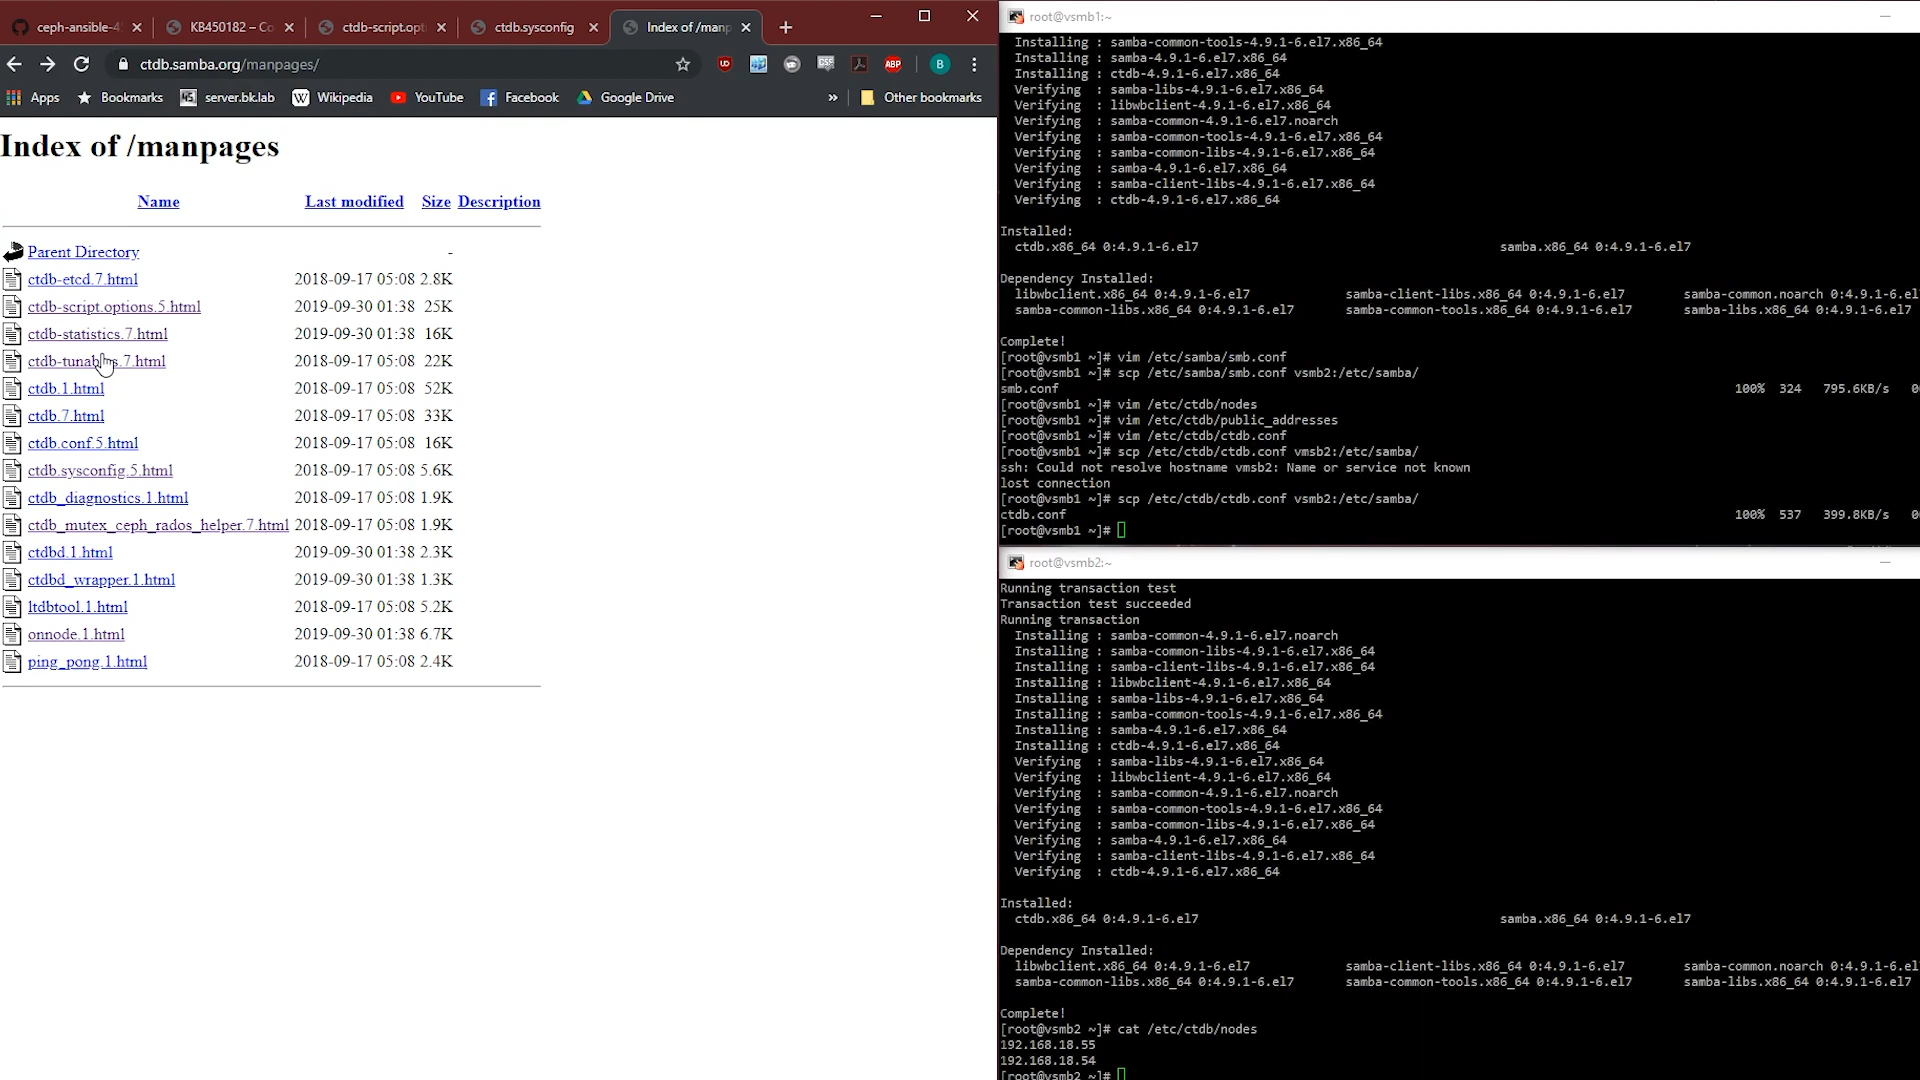 ceph-ansible-4
KB450182 – Co
ctdb-script.opt
ctdb.sysconfig
Index of /manp
ctdb.samba.org/manpages/
Apps
Bookmarks
server.bk.lab
Wikipedia
YouTube
Facebook
Google Drive
»
Other bookmarks
Index of /manpages
Name Last modified Size Description
Parent Directory -
ctdb-etcd.7.html 2018-09-17 05:08 2.8K
ctdb-script.options.5.html 2019-09-30 01:38 25K
ctdb-statistics.7.html 2019-09-30 01:38 16K
ctdb-tunables.7.html 2018-09-17 05:08 22K
ctdb.1.html 2018-09-17 05:08 52K
ctdb.7.html 2018-09-17 05:08 33K
ctdb.conf.5.html 2018-09-17 05:08 16K
ctdb.sysconfig.5.html 2018-09-17 05:08 5.6K
ctdb_diagnostics.1.html 2018-09-17 05:08 1.9K
ctdb_mutex_ceph_rados_helper.7.html 2018-09-17 05:08 1.9K
ctdbd.1.html 2019-09-30 01:38 2.3K
ctdbd_wrapper.1.html 2019-09-30 01:38 1.3K
ltdbtool.1.html 2018-09-17 05:08 5.2K
onnode.1.html 2019-09-30 01:38 6.7K
ping_pong.1.html 2018-09-17 05:08 2.4K
root@vsmb1:~
Installing : samba-common-tools-4.9.1-6.el7.x86_64
Installing : samba-4.9.1-6.el7.x86_64
Installing : ctdb-4.9.1-6.el7.x86_64
Verifying : samba-libs-4.9.1-6.el7.x86_64
Verifying : libwbclient-4.9.1-6.el7.x86_64
Verifying : samba-common-4.9.1-6.el7.noarch
Verifying : samba-common-tools-4.9.1-6.el7.x86_64
Verifying : samba-common-libs-4.9.1-6.el7.x86_64
Verifying : samba-4.9.1-6.el7.x86_64
Verifying : samba-client-libs-4.9.1-6.el7.x86_64
Verifying : ctdb-4.9.1-6.el7.x86_64
Installed:
ctdb.x86_64 0:4.9.1-6.el7 samba.x86_64 0:4.9.1-6.el7
Dependency Installed:
libwbclient.x86_64 0:4.9.1-6.el7 samba-client-libs.x86_64 0:4.9.1-6.el7 samba-common.noarch 0:4.9.1-6.el
samba-common-libs.x86_64 0:4.9.1-6.el7 samba-common-tools.x86_64 0:4.9.1-6.el7 samba-libs.x86_64 0:4.9.1-6.el7
Complete!
[root@vsmb1 ~]# vim /etc/samba/smb.conf
[root@vsmb1 ~]# scp /etc/samba/smb.conf vsmb2:/etc/samba/
smb.conf 100% 324 795.6KB/s 0
[root@vsmb1 ~]# vim /etc/ctdb/nodes
[root@vsmb1 ~]# vim /etc/ctdb/public_addresses
[root@vsmb1 ~]# vim /etc/ctdb/ctdb.conf
[root@vsmb1 ~]# scp /etc/ctdb/ctdb.conf vmsb2:/etc/samba/
ssh: Could not resolve hostname vmsb2: Name or service not known
lost connection
[root@vsmb1 ~]# scp /etc/ctdb/ctdb.conf vsmb2:/etc/samba/
ctdb.conf 100% 537 399.8KB/s 0
[root@vsmb1 ~]#
root@vsmb2:~
Running transaction test
Transaction test succeeded
Running transaction
Installing : samba-common-4.9.1-6.el7.noarch
Installing : samba-common-libs-4.9.1-6.el7.x86_64
Installing : samba-client-libs-4.9.1-6.el7.x86_64
Installing : libwbclient-4.9.1-6.el7.x86_64
Installing : samba-libs-4.9.1-6.el7.x86_64
Installing : samba-common-tools-4.9.1-6.el7.x86_64
Installing : samba-4.9.1-6.el7.x86_64
Installing : ctdb-4.9.1-6.el7.x86_64
Verifying : samba-libs-4.9.1-6.el7.x86_64
Verifying : libwbclient-4.9.1-6.el7.x86_64
Verifying : samba-common-4.9.1-6.el7.noarch
Verifying : samba-common-tools-4.9.1-6.el7.x86_64
Verifying : samba-common-libs-4.9.1-6.el7.x86_64
Verifying : samba-4.9.1-6.el7.x86_64
Verifying : samba-client-libs-4.9.1-6.el7.x86_64
Verifying : ctdb-4.9.1-6.el7.x86_64
Installed:
ctdb.x86_64 0:4.9.1-6.el7 samba.x86_64 0:4.9.1-6.el7
Dependency Installed:
libwbclient.x86_64 0:4.9.1-6.el7 samba-client-libs.x86_64 0:4.9.1-6.el7 samba-common.noarch 0:4.9.1-6.el
samba-common-libs.x86_64 0:4.9.1-6.el7 samba-common-tools.x86_64 0:4.9.1-6.el7 samba-libs.x86_64 0:4.9.1-6.el7
Complete!
[root@vsmb2 ~]# cat /etc/ctdb/nodes
192.168.18.55
192.168.18.54
[root@vsmb2 ~]#